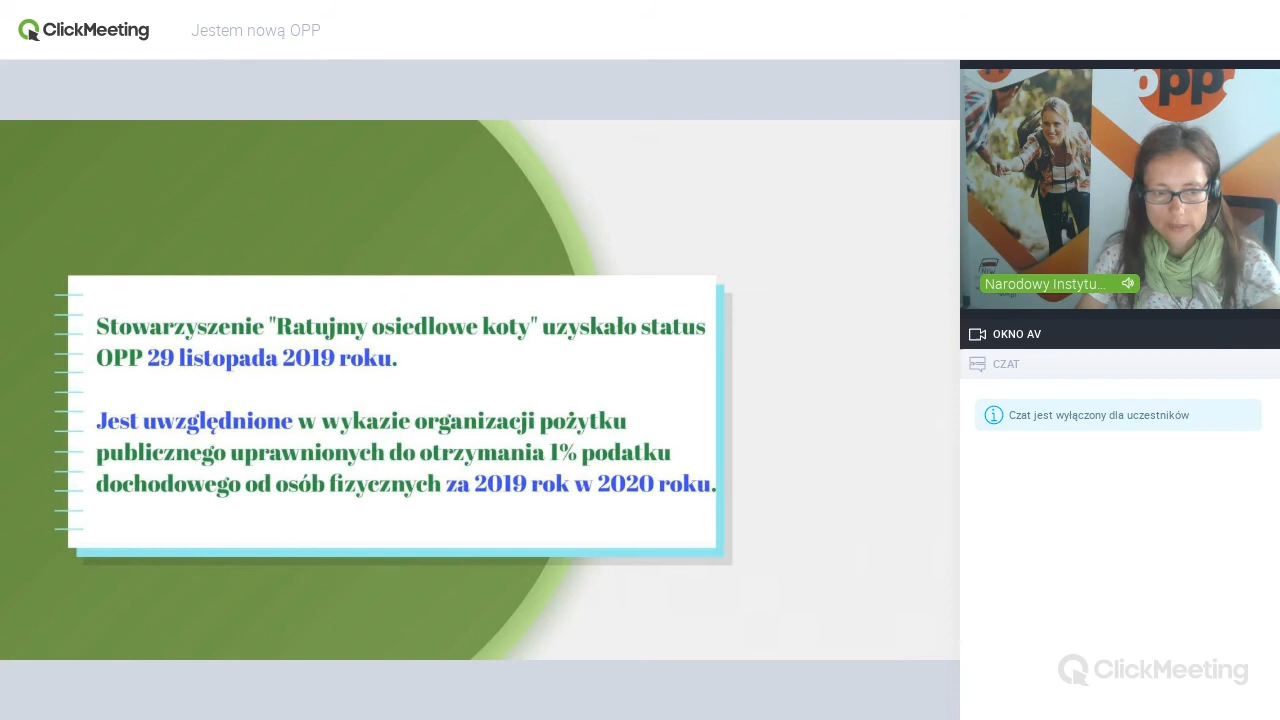 ClickMeeting
Jestem nową OPP
opp.
Narodowy Instytu...
OKNO AV
CZAT
Czat jest wyłączony dla uczestników
Stowarzyszenie "Ratujmy osiedlowe koty" uzyskało status
OPP 29 listopada 2019 roku.
Jest uwzględnione w wykazie organizacji pożytku
publicznego uprawnionych do otrzymania 1% podatku
dochodowego od osób fizycznych za 2019 rok w 2020 roku.
ClickMeeting